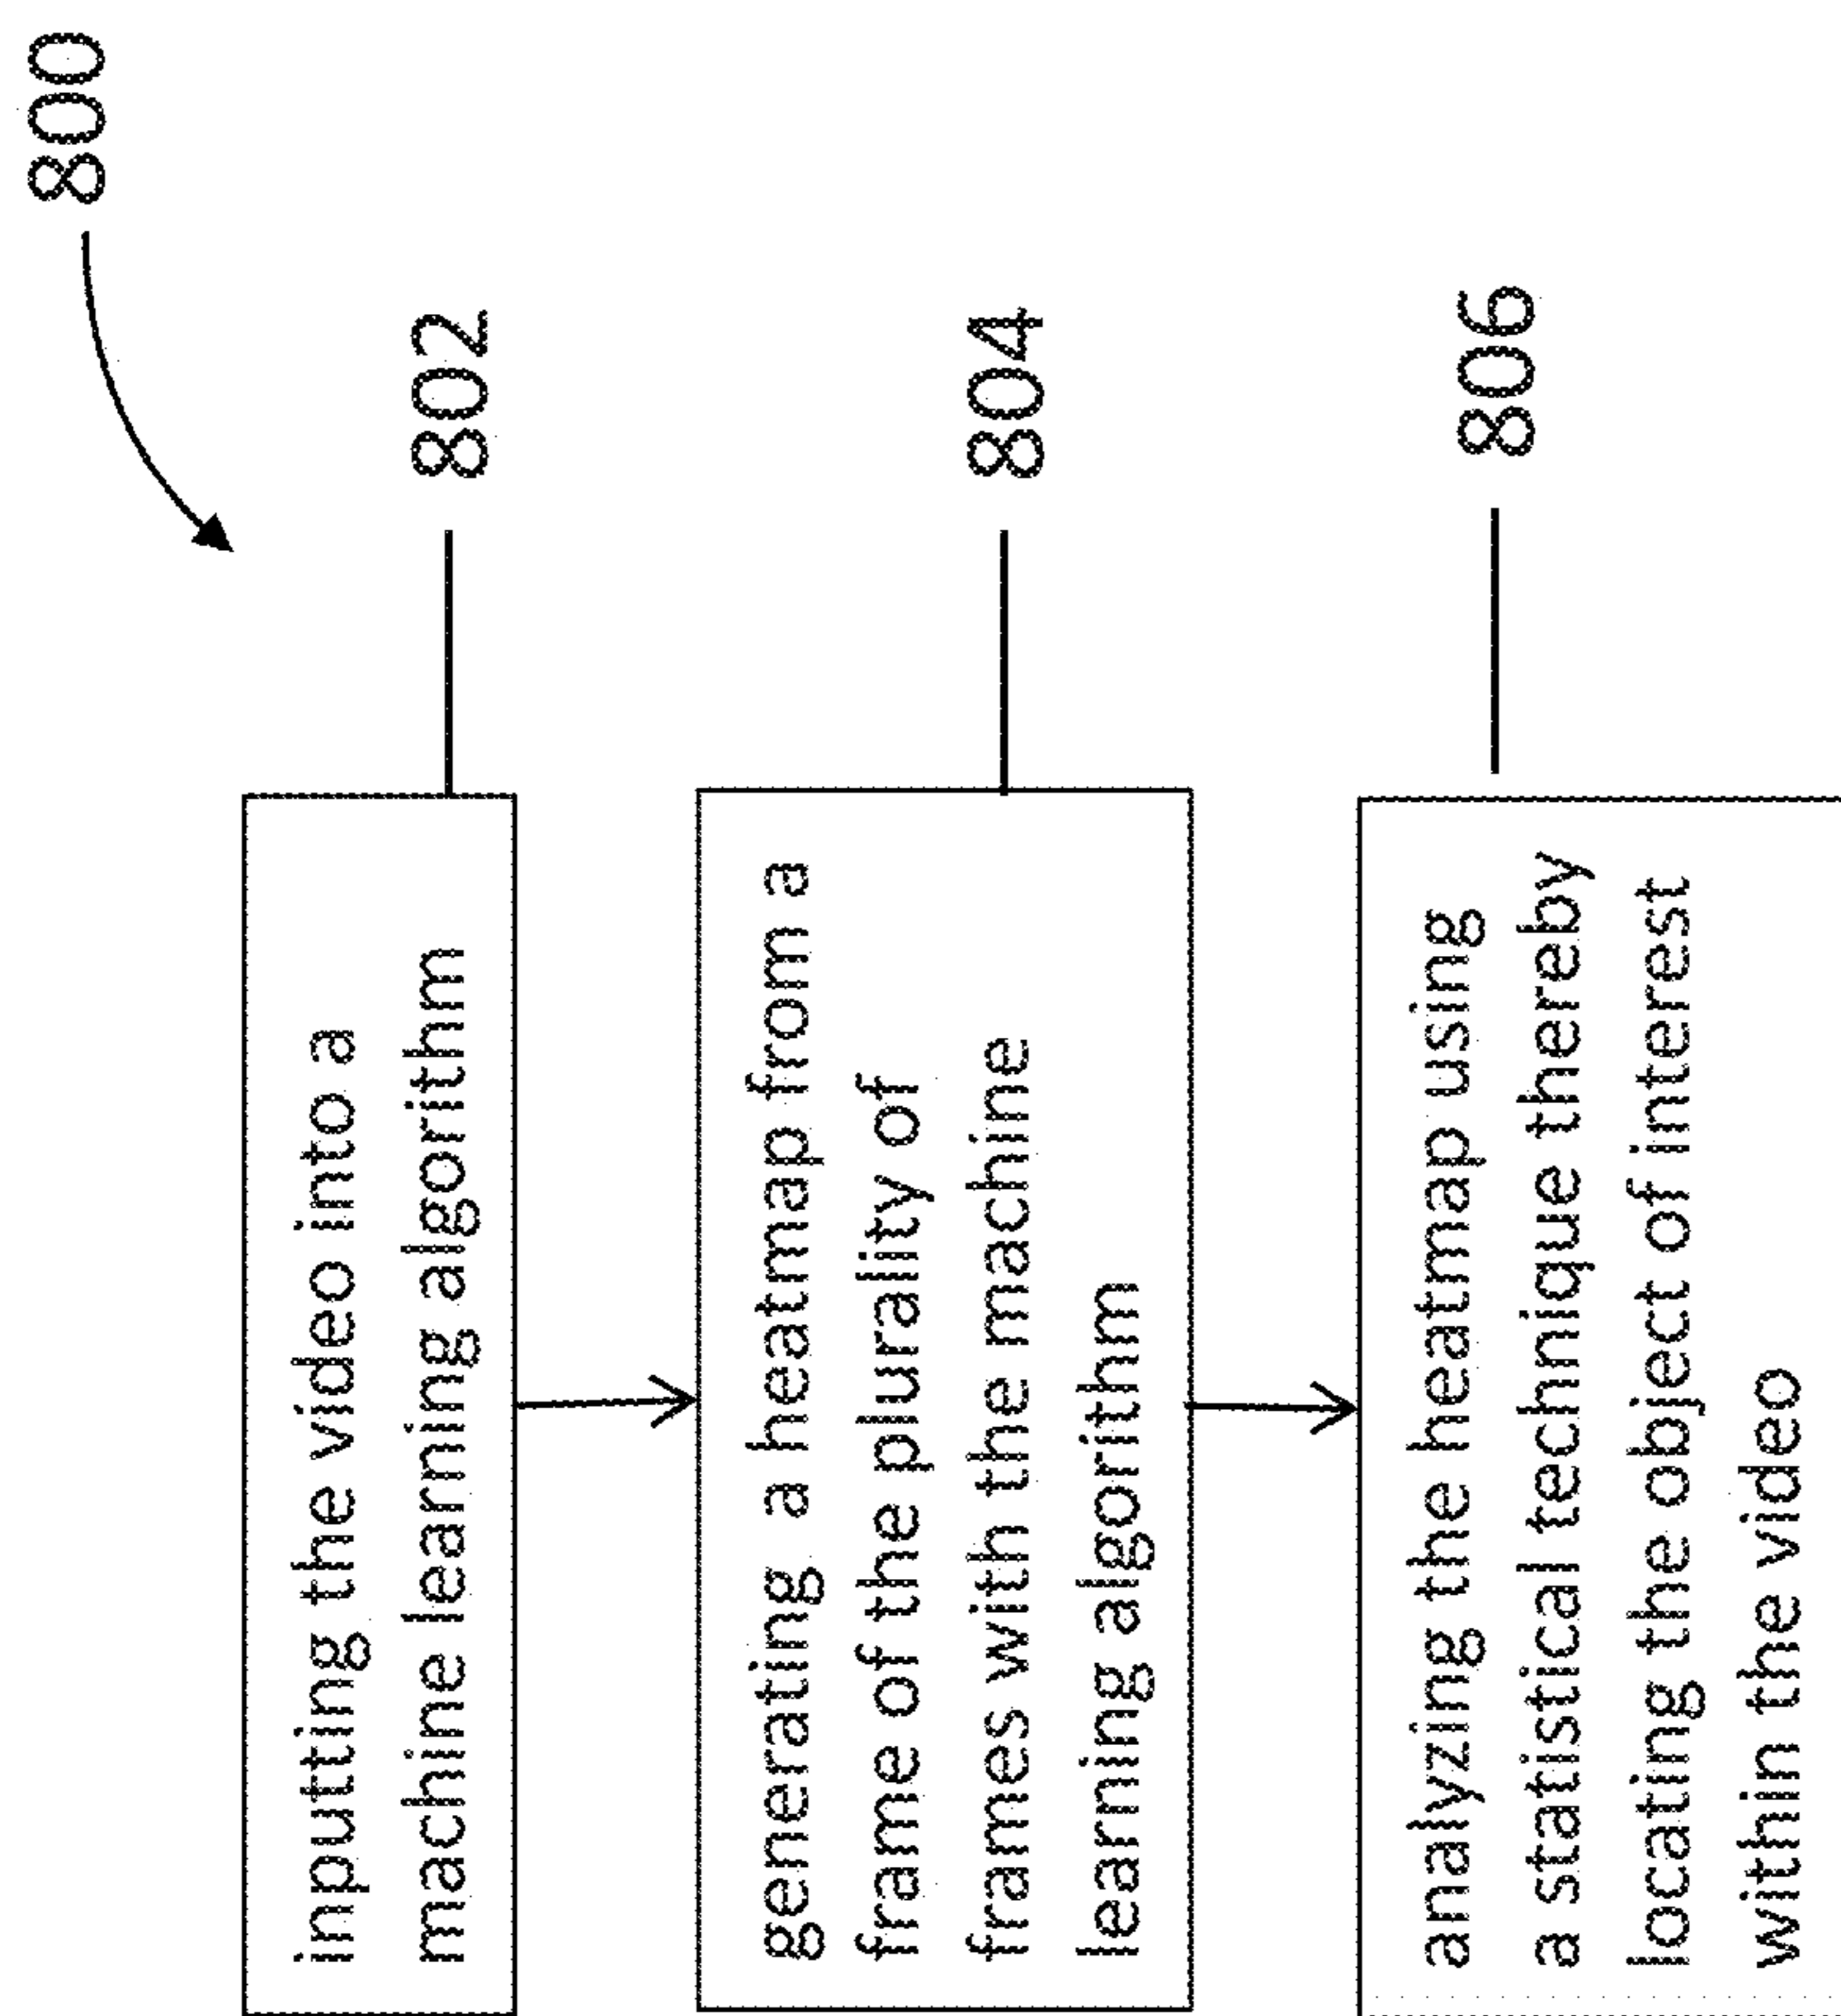 800
inputting the video into a
machine learning algorithm
802
generating a heatmap from a
frame of the plurality of
frames with the machine
learning algorithm
804
analyzing the heatmap using
a statistical technique thereby
locating the object of interest
within the video
806